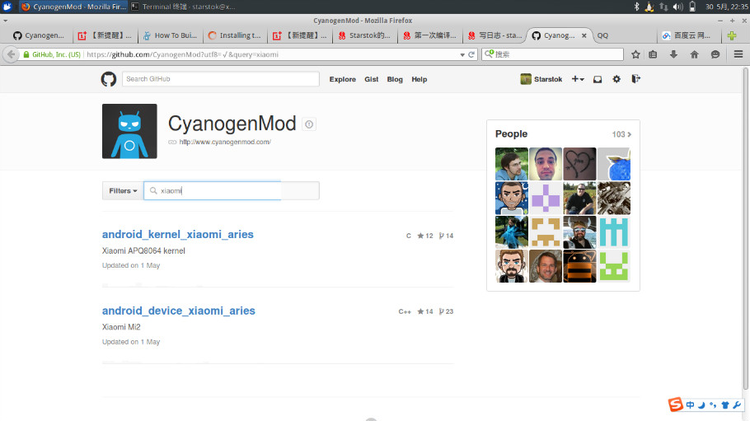 CyanogenMod - Mozilla Fir...
Terminal 终端 - starstok@x...
30 5月, 22:35
CyanogenMod - Mozilla Firefox
Cyanogen...
【新提醒】...
How To Bui...
Installing t...
【新提醒】...
Starstok的...
第一次编译...
写日志 - sta...
Cyanog...
QQ
百度云 网...
GitHub, Inc. (US)
https://github.com/CyanogenMod?utf8=√&query=xiaomi
搜索
Search GitHub
Explore Gist Blog Help
Starstok
CyanogenMod
http://www.cyanogenmod.com/
People 103 >
Filters
xiaomi
android_kernel_xiaomi_aries
C 12 14
Xiaomi APQ8064 kernel
Updated on 1 May
android_device_xiaomi_aries
C++ 14 23
Xiaomi Mi2
Updated on 1 May
S 中